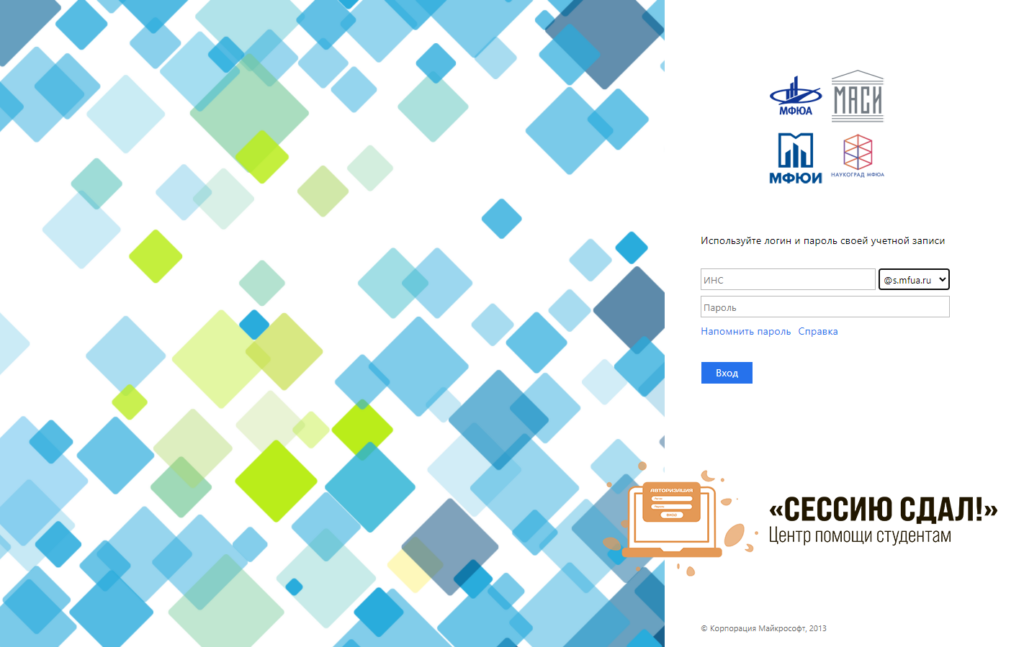 МФЮА
МАСИ
МФЮИ
НАУКОГРАД МФЮА
Используйте логин и пароль своей учетной записи
ИНС
@s.mfua.ru
Пароль
Напомнить пароль Справка
Вход
АВТОРИЗАЦИЯ
«СЕССИЮ СДАЛ!»
Центр помощи студентам
© Корпорация Майкрософт, 2013